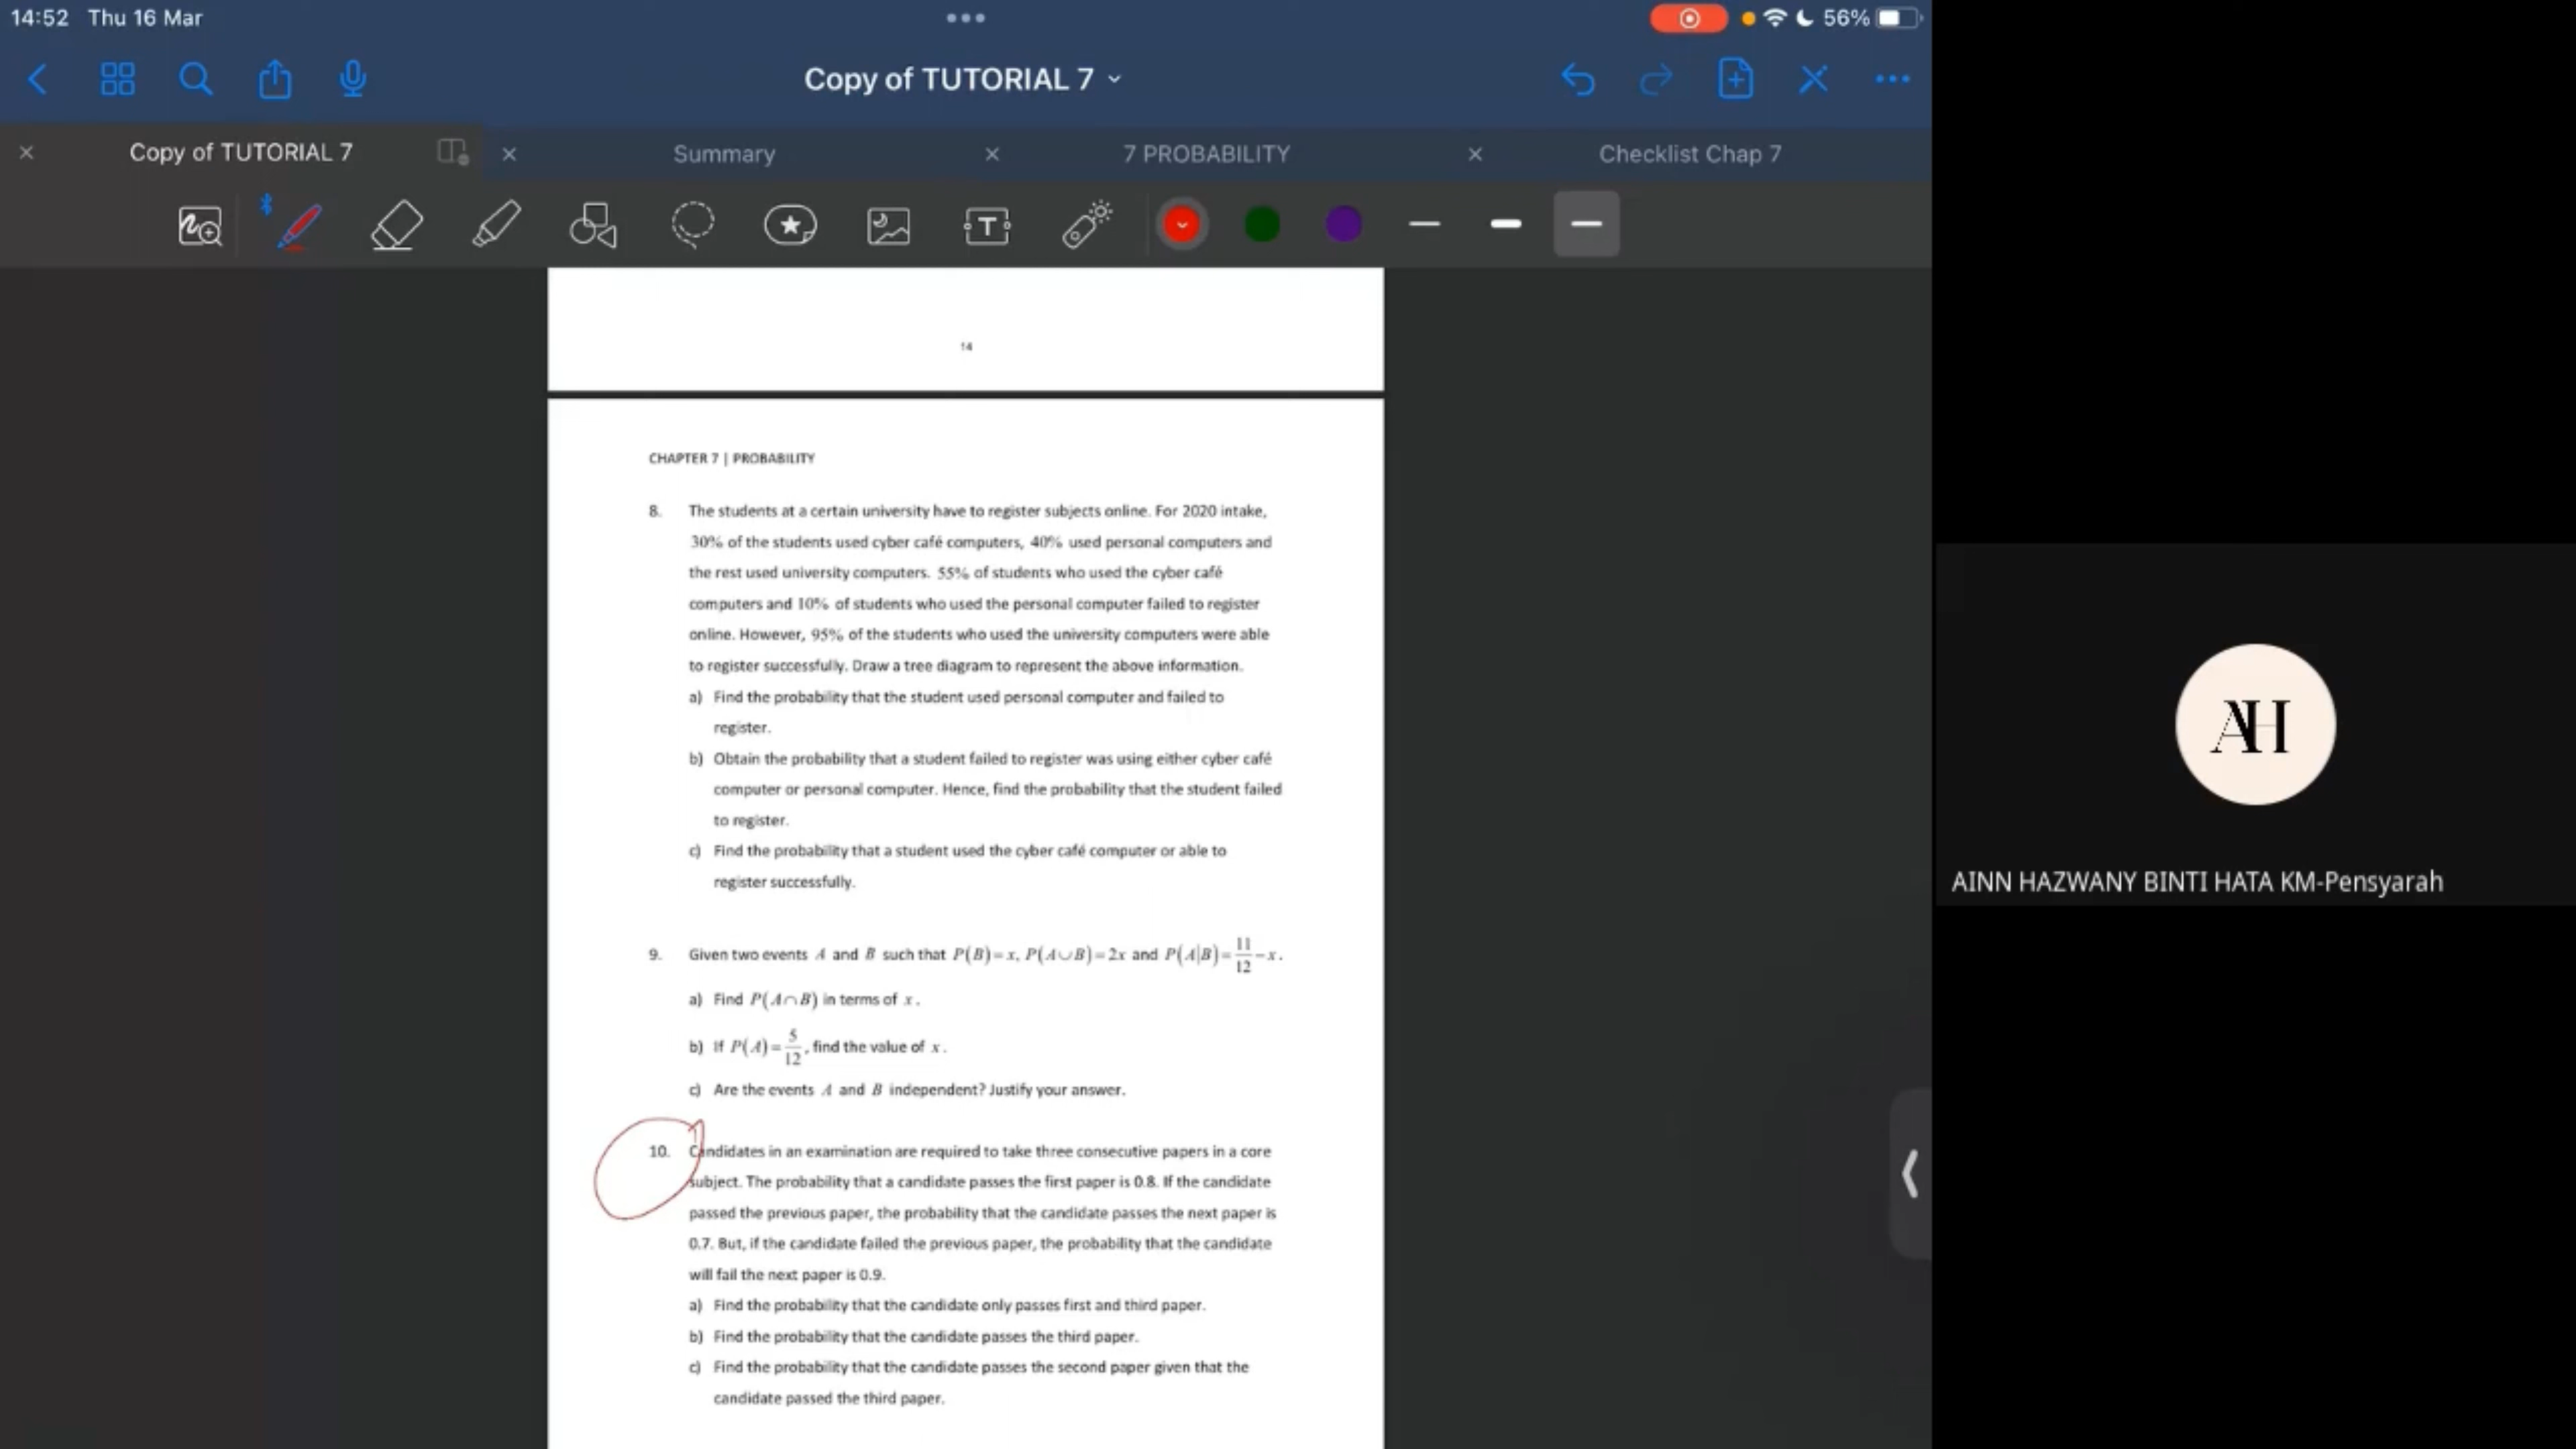 14:52 Thu 16 Mar
56%
Copy of TUTORIAL 7
Copy of TUTORIAL 7
Summary
7 PROBABILITY
Checklist Chap 7
14
CHAPTER 7 | PROBABILITY
8. The students at a certain university have to register subjects online. For 2020 intake,
30% of the students used cyber café computers, 40% used personal computers and
the rest used university computers. 55% of students who used the cyber café
computers and 10% of students who used the personal computer failed to register
online. However, 95% of the students who used the university computers were able
to register successfully. Draw a tree diagram to represent the above information.
a) Find the probability that the student used personal computer and failed to
register.
b) Obtain the probability that a student failed to register was using either cyber café
computer or personal computer. Hence, find the probability that the student failed
to register.
c) Find the probability that a student used the cyber café computer or able to
register successfully.
9. Given two events A and B such that P(B)=x, P(A∪B)=2x and P(A|B)=11/12−x.
a) Find P(A∩B) in terms of x.
b) If P(A)=5/12, find the value of x.
c) Are the events A and B independent? Justify your answer.
10. Candidates in an examination are required to take three consecutive papers in a core
subject. The probability that a candidate passes the first paper is 0.8. If the candidate
passed the previous paper, the probability that the candidate passes the next paper is
0.7. But, if the candidate failed the previous paper, the probability that the candidate
will fail the next paper is 0.9.
a) Find the probability that the candidate only passes first and third paper.
b) Find the probability that the candidate passes the third paper.
c) Find the probability that the candidate passes the second paper given that the
candidate passed the third paper.
AH
AINN HAZWANY BINTI HATA KM-Pensyarah